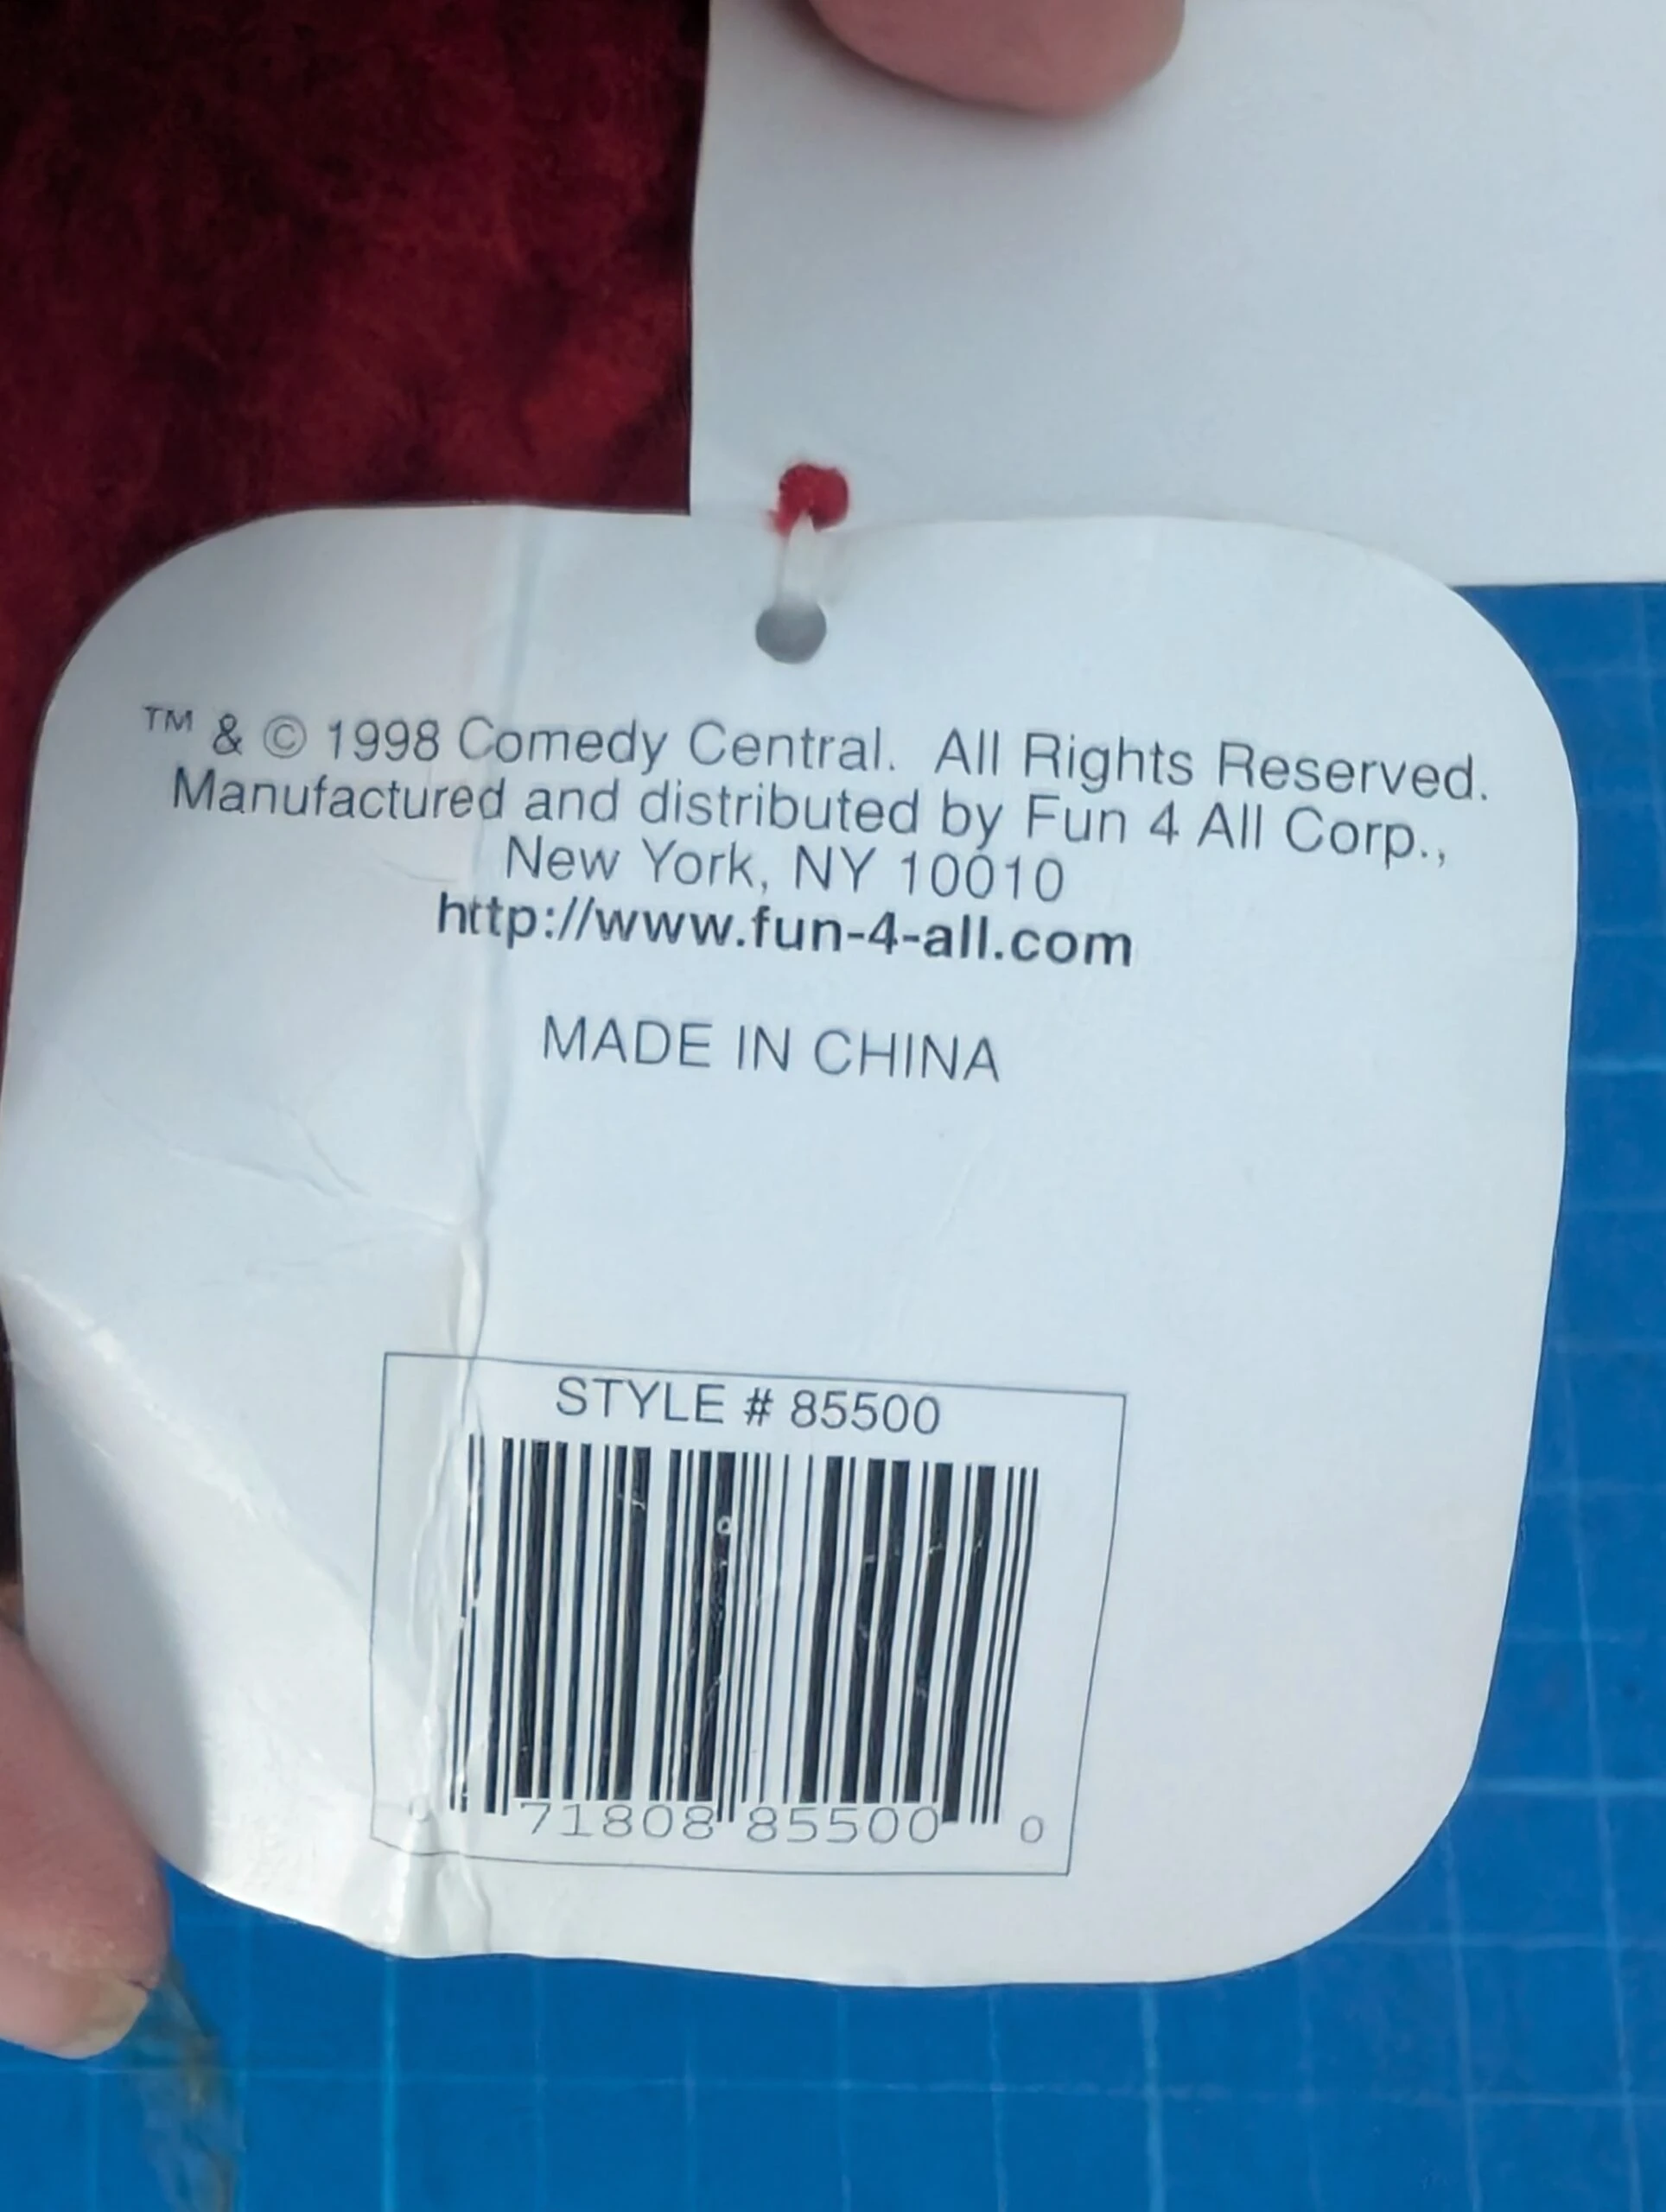 ™ & © 1998 Comedy Central. All Rights Reserved.
Manufactured and distributed by Fun 4 All Corp.,
New York, NY 10010
http://www.fun-4-all.com
MADE IN CHINA
STYLE # 85500
0 71808 85500 0